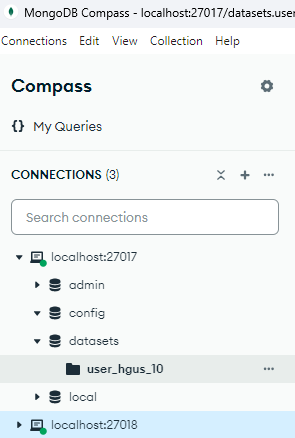 MongoDB Compass - localhost:27017/datasets.user
Connections Edit View Collection Help
Compass
{} My Queries
CONNECTIONS (3)
Search connections
localhost:27017
admin
config
datasets
user_hgus_10
local
localhost:27018